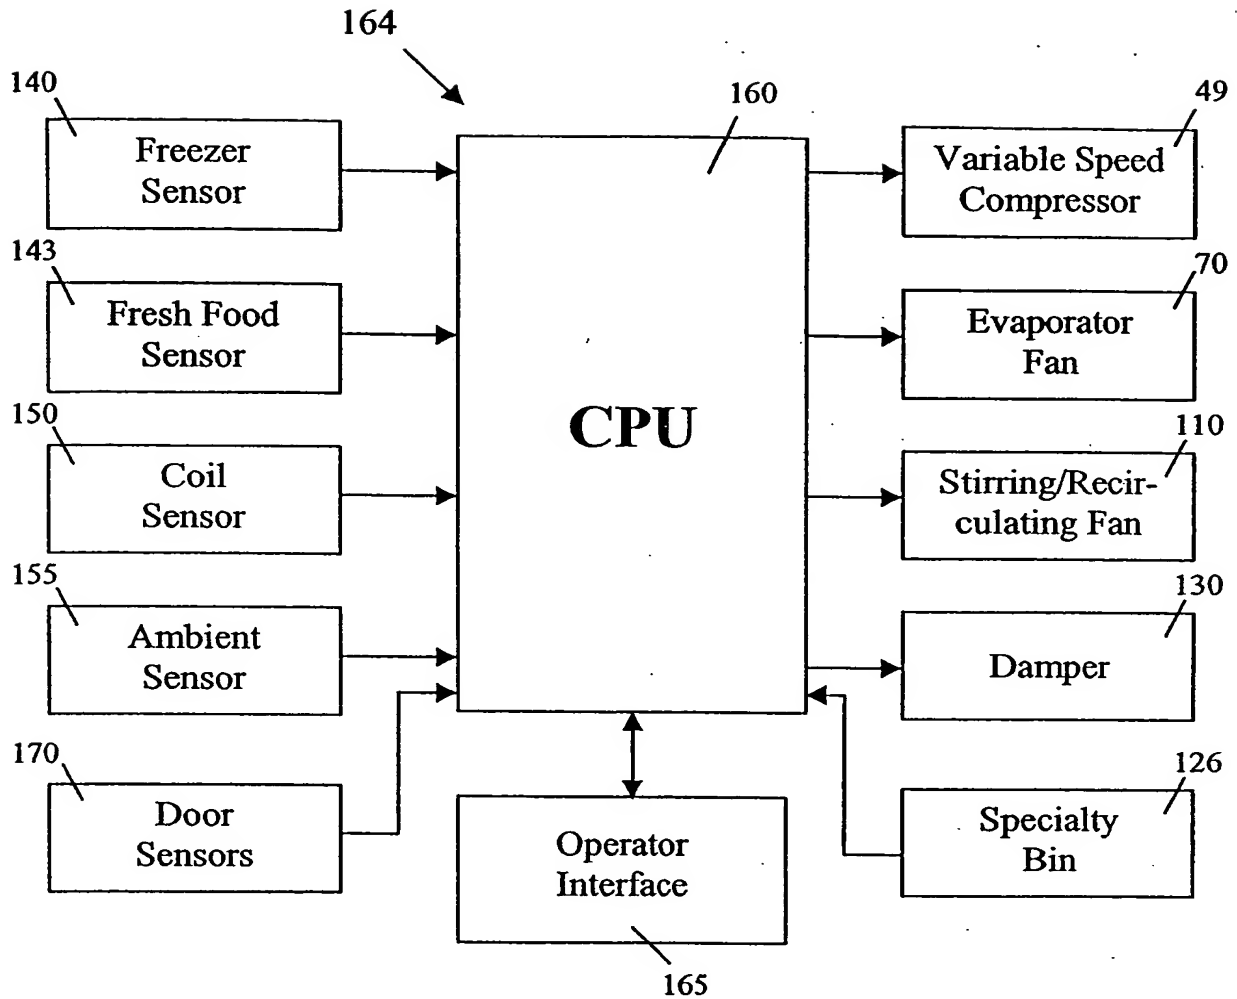 164
140
Freezer
Sensor
143
Fresh Food
Sensor
150
Coil
Sensor
155
Ambient
Sensor
170
Door
Sensors
160
CPU
Operator
Interface
165
49
Variable Speed
Compressor
70
Evaporator
Fan
110
Stirring/Recir-
culating Fan
130
Damper
126
Specialty
Bin